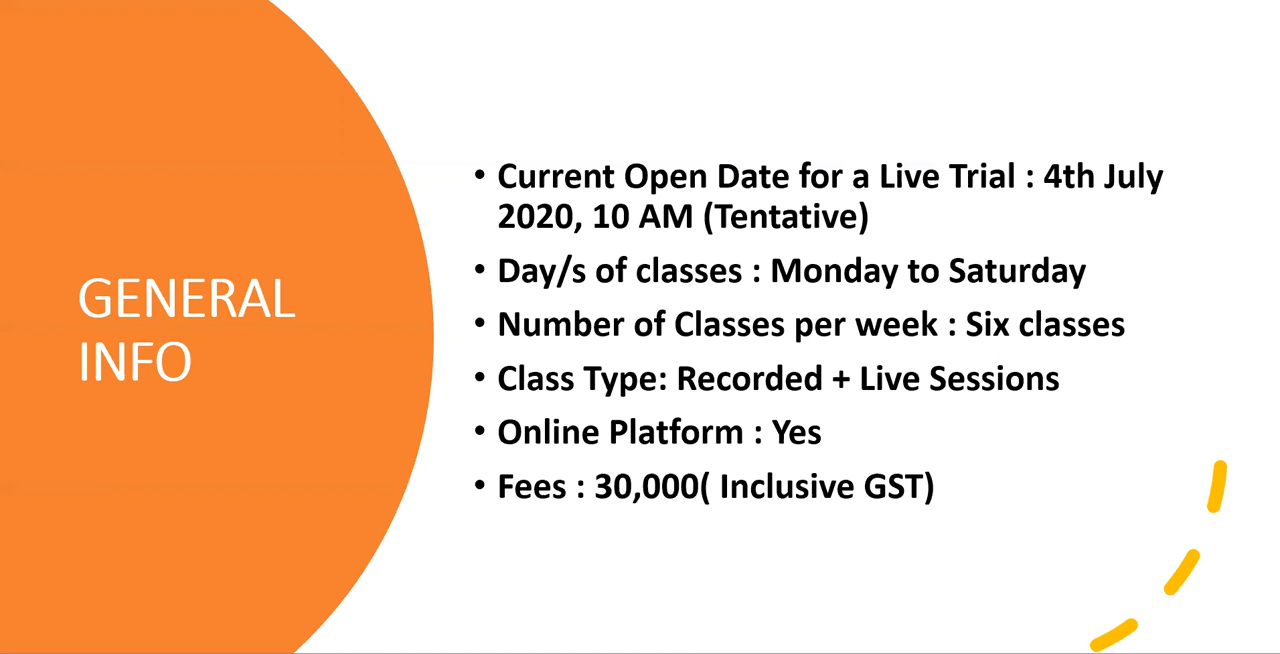 GENERAL
INFO
• Current Open Date for a Live Trial : 4th July
2020, 10 AM (Tentative)
• Day/s of classes : Monday to Saturday
• Number of Classes per week : Six classes
• Class Type: Recorded + Live Sessions
• Online Platform : Yes
• Fees : 30,000( Inclusive GST)